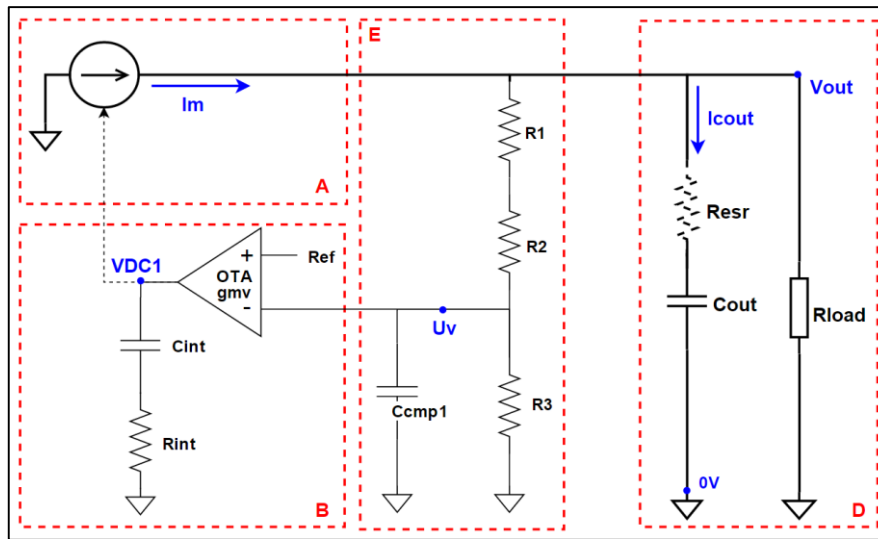 E
Im
Vout
Icout
R1
A
Resr
R2
VDC1
+
Ref
OTA
gmv
-
Uv
Cout
Rload
Cint
Ccmp1
R3
Rint
0V
B
D